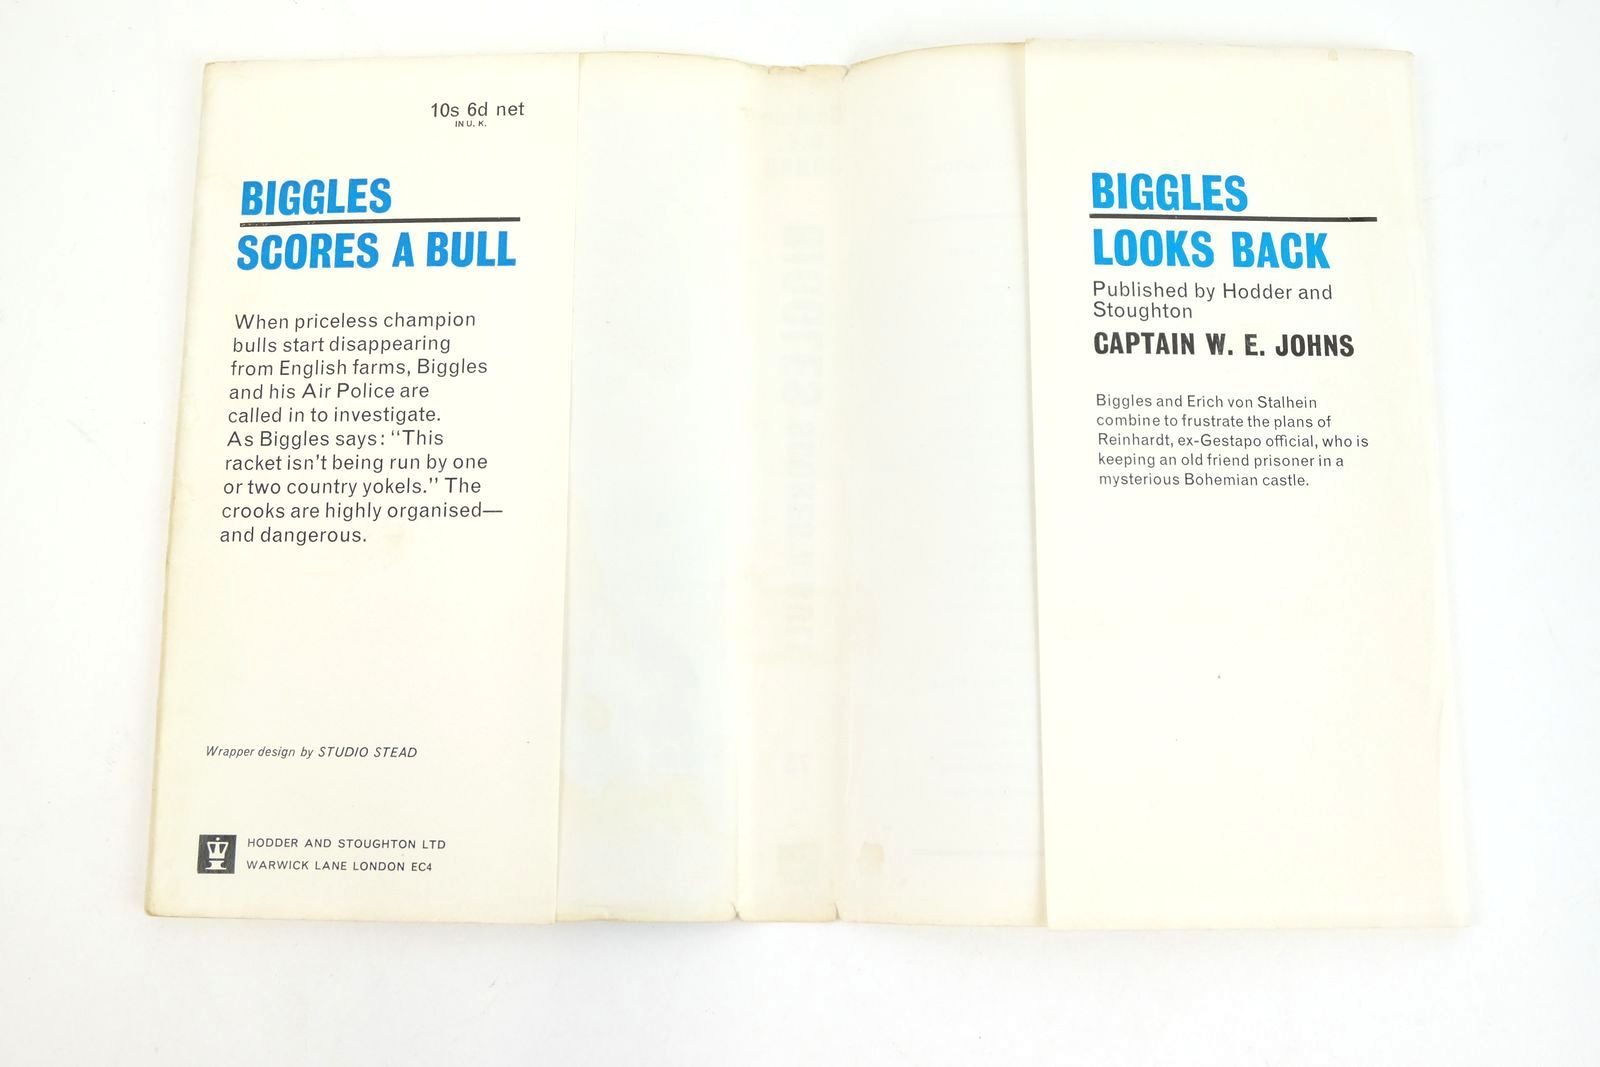 10s 6d net
IN U. K.
BIGGLES
SCORES A BULL
When priceless champion
bulls start disappearing
from English farms, Biggles
and his Air Police are
called in to investigate.
As Biggles says: “This
racket isn’t being run by one
or two country yokels.” The
crooks are highly organised—
and dangerous.
Wrapper design by STUDIO STEAD
HODDER AND STOUGHTON LTD
WARWICK LANE LONDON EC4
BIGGLES
LOOKS BACK
Published by Hodder and
Stoughton
CAPTAIN W. E. JOHNS
Biggles and Erich von Stalhein
combine to frustrate the plans of
Reinhardt, ex-Gestapo official, who is
keeping an old friend prisoner in a
mysterious Bohemian castle.